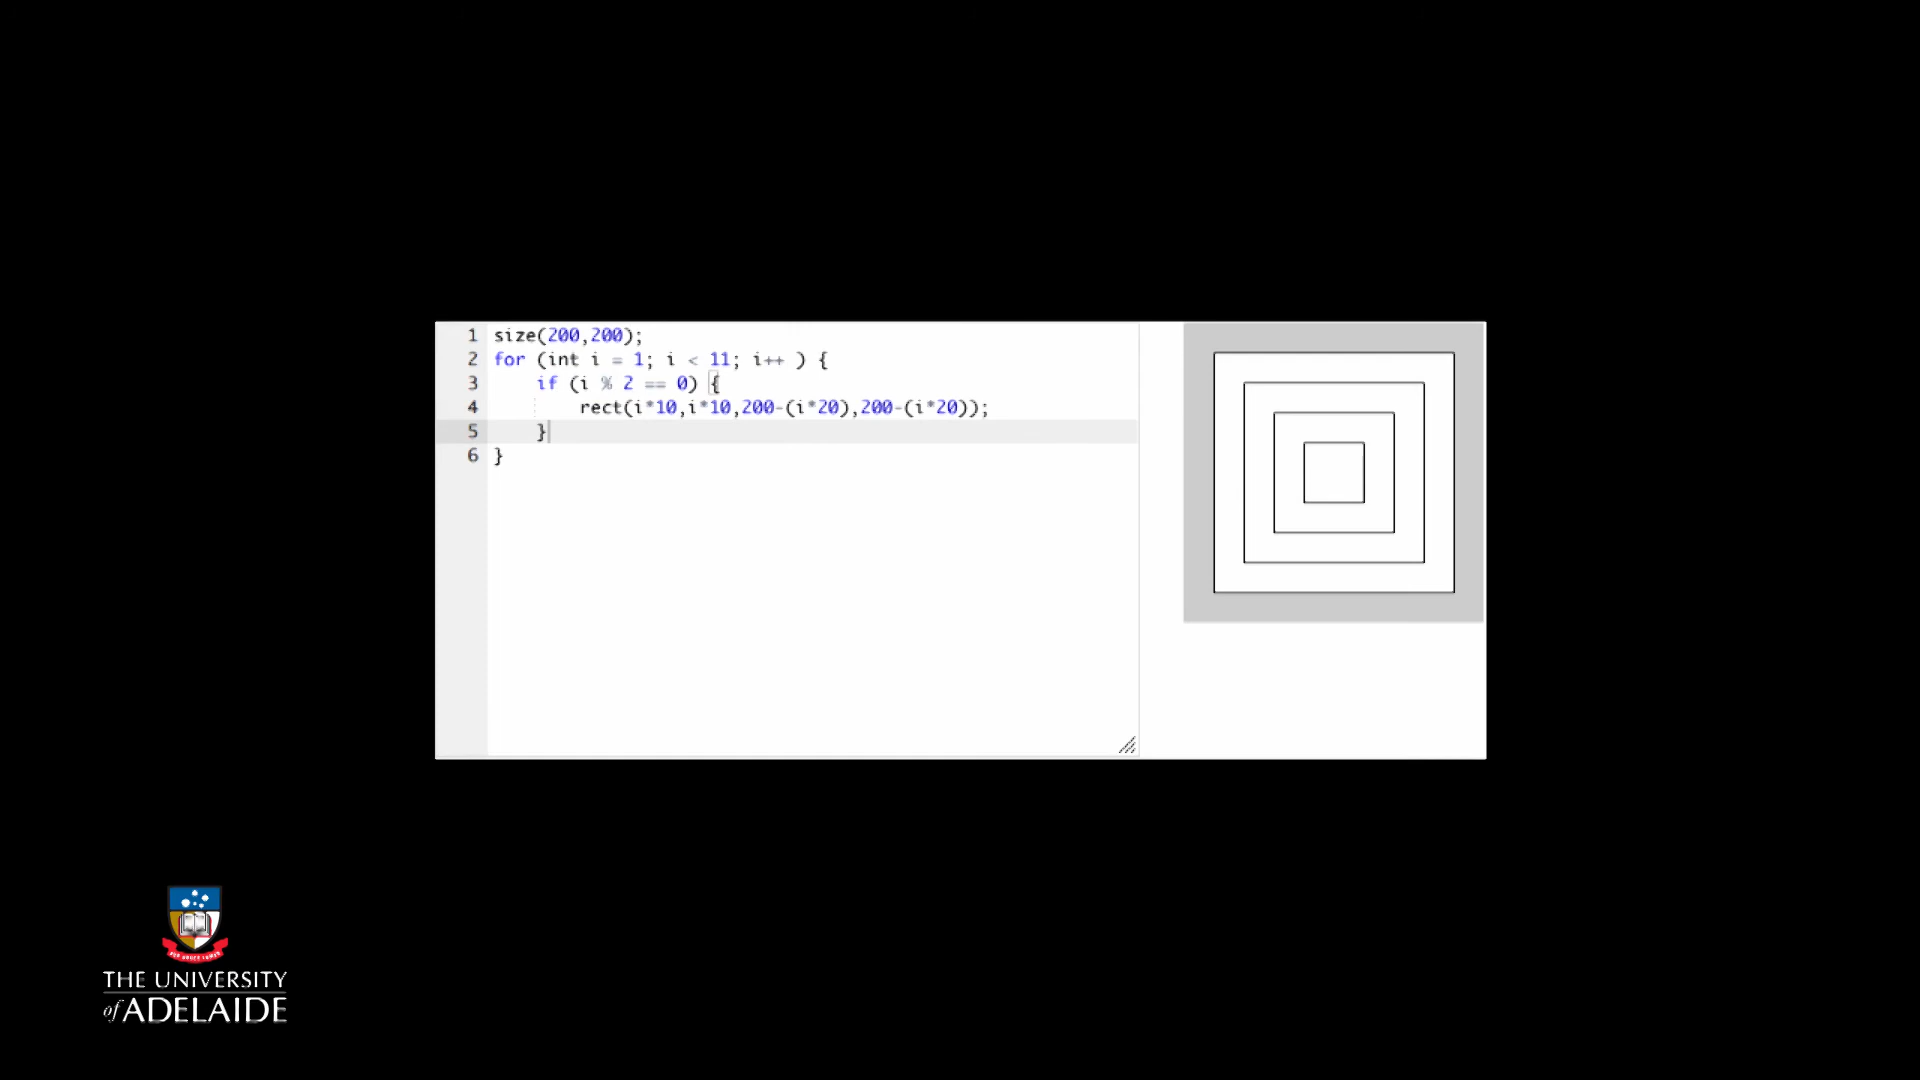 1 size(200,200);
2 for (int i = 1; i < 11; i++ ) {
3 if (i % 2 == 0) {
4 rect(i*10,i*10,200-(i*20),200-(i*20));
5 }
6 }
THE UNIVERSITY
of ADELAIDE